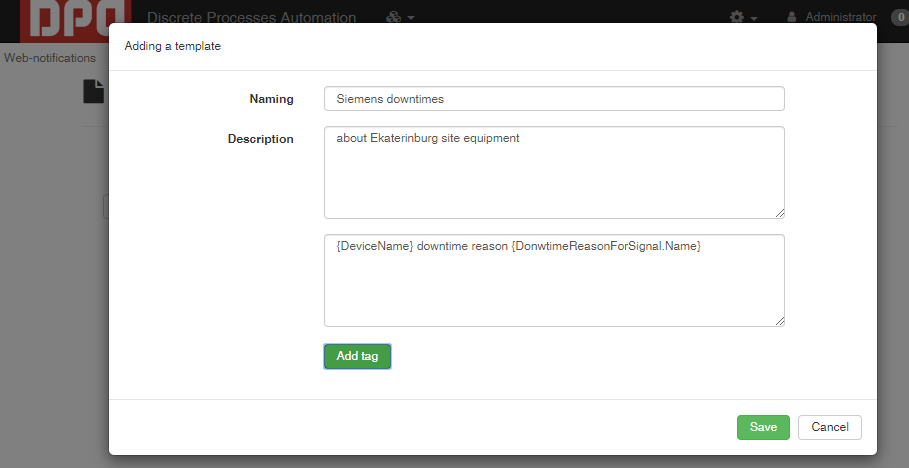 DPA
Discrete Processes Automation
Administrator
0
Web-notifications
Adding a template
Naming
Siemens downtimes
Description
about Ekaterinburg site equipment
{DeviceName} downtime reason {DonwtimeReasonForSignal.Name}
Add tag
Save
Cancel